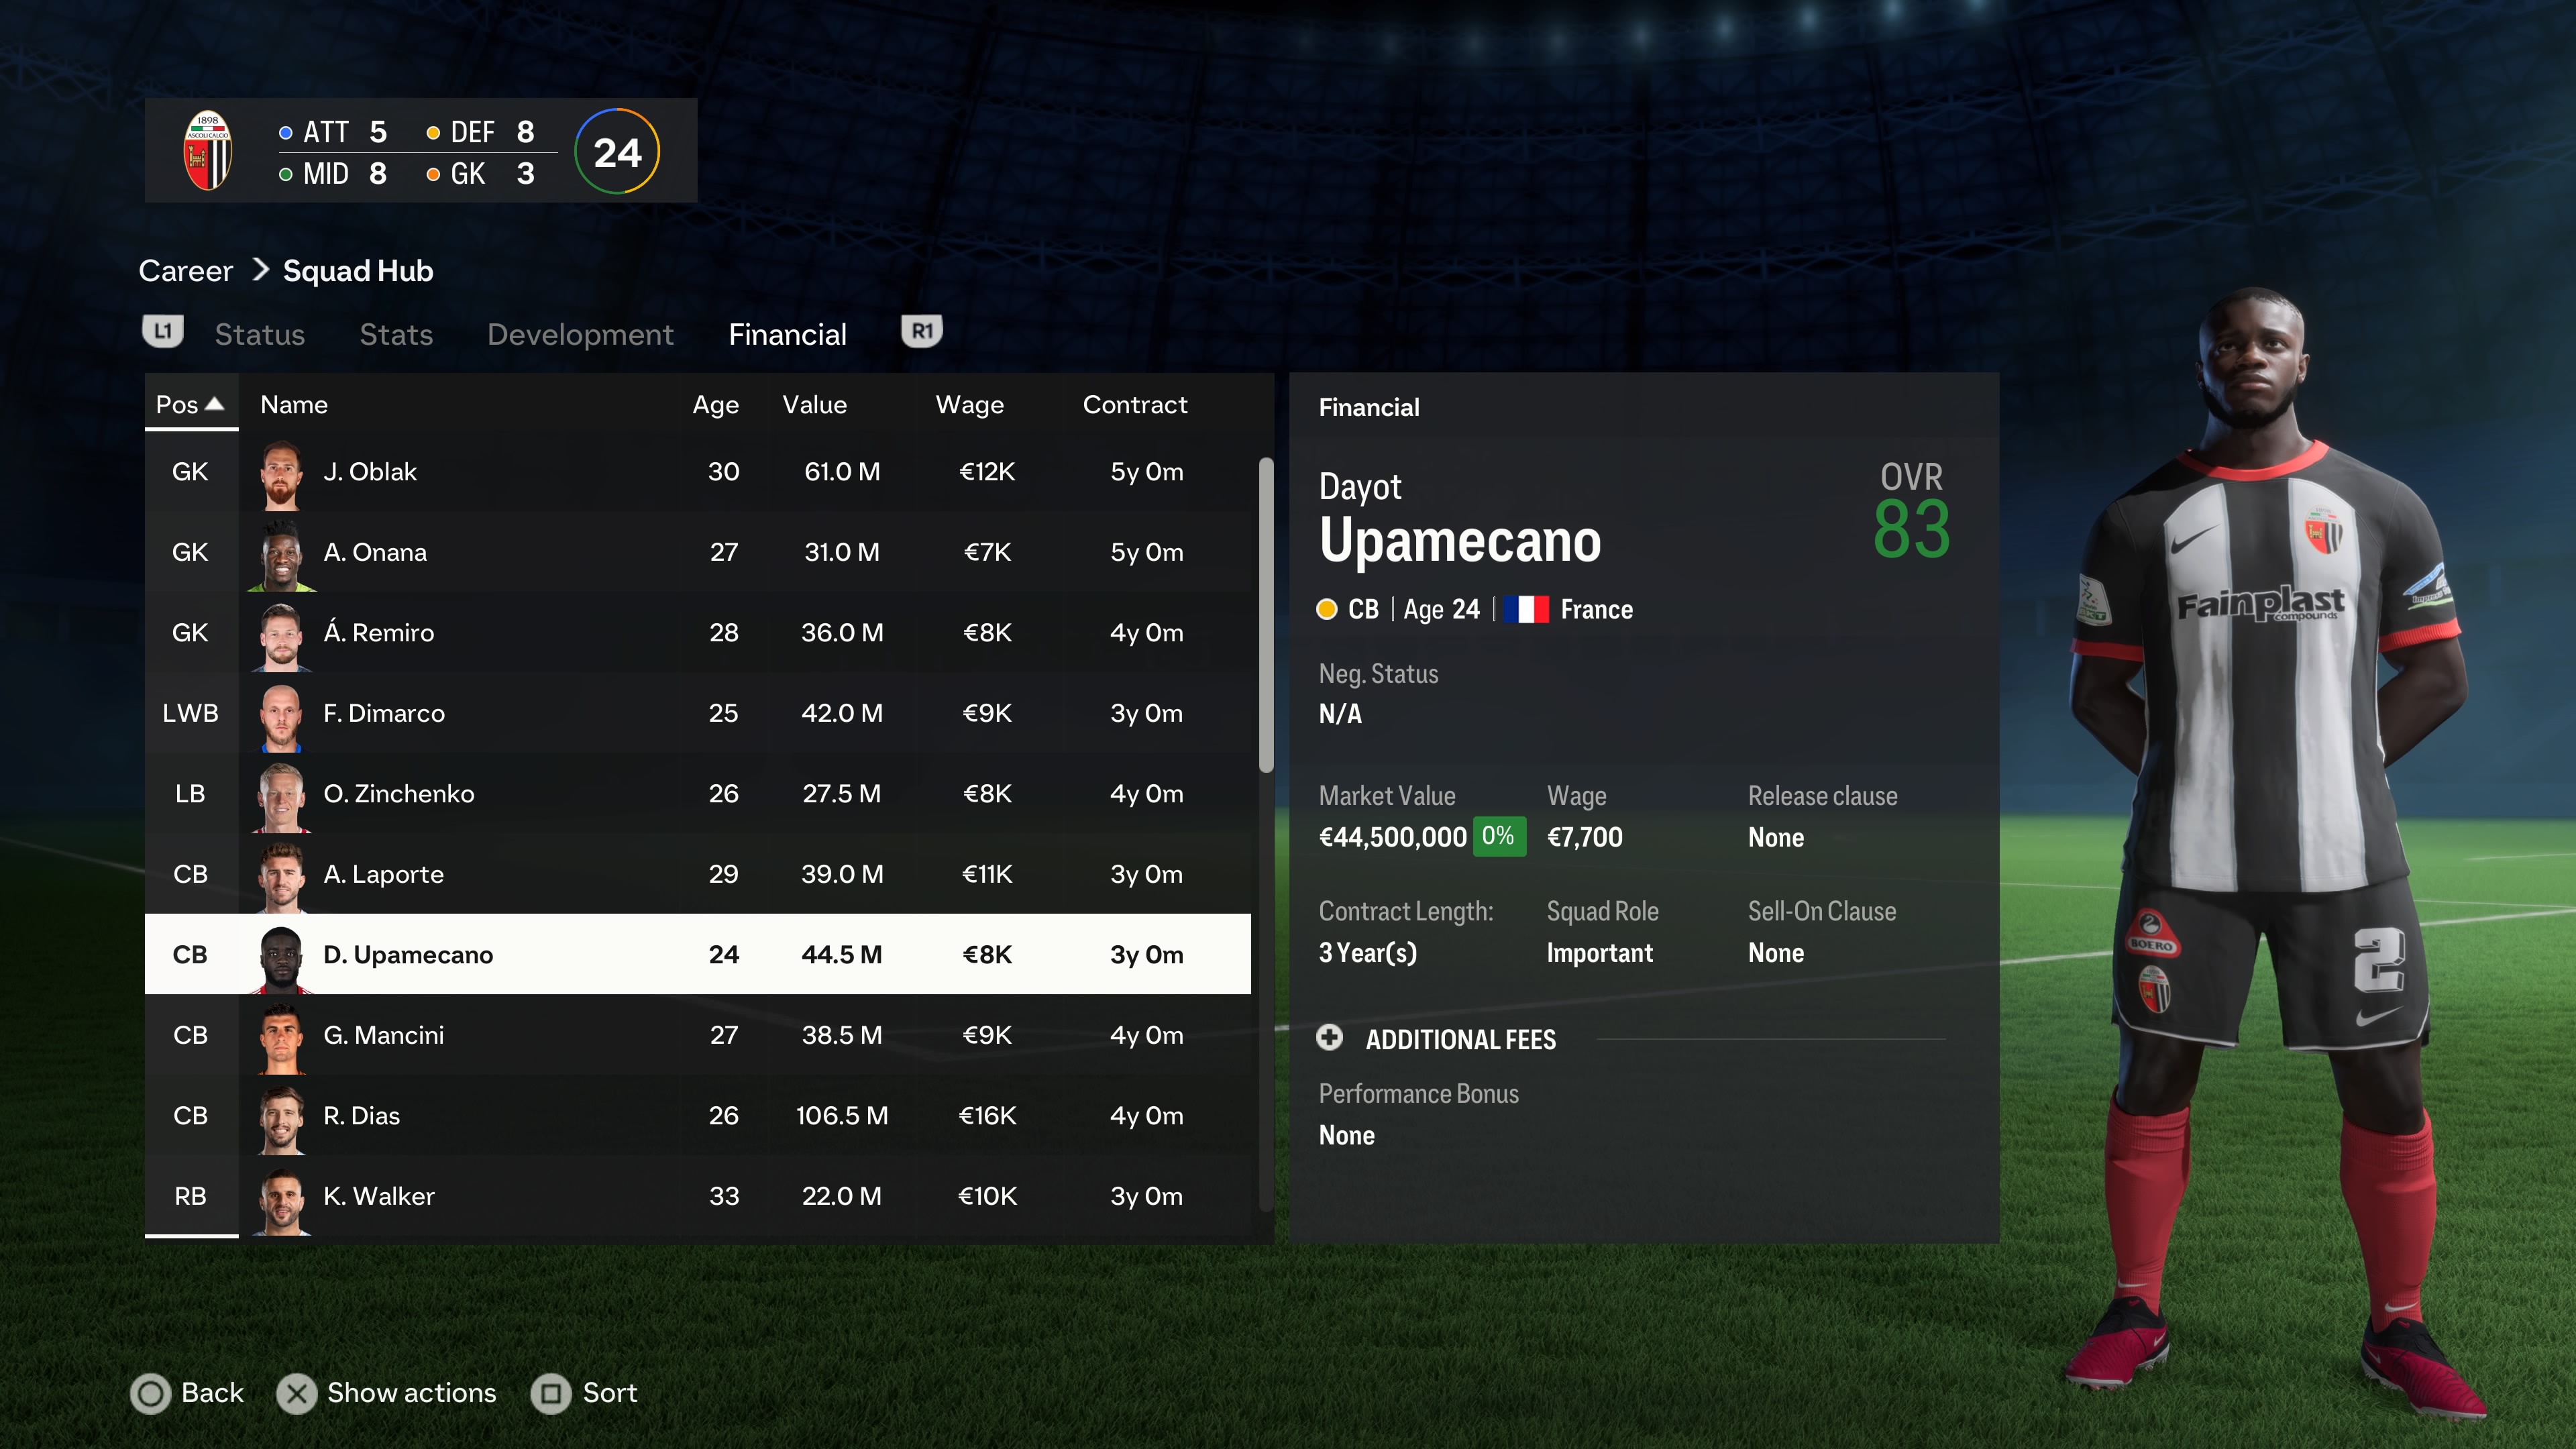 1898
ASCOLI CALCIO
ATT 5 DEF 8
MID 8 GK 3
24
Career > Squad Hub
L1 Status Stats Development Financial R1
Pos Name Age Value Wage Contract
GK J. Oblak 30 61.0 M €12K 5y 0m
GK A. Onana 27 31.0 M €7K 5y 0m
GK Á. Remiro 28 36.0 M €8K 4y 0m
LWB F. Dimarco 25 42.0 M €9K 3y 0m
LB O. Zinchenko 26 27.5 M €8K 4y 0m
CB A. Laporte 29 39.0 M €11K 3y 0m
CB D. Upamecano 24 44.5 M €8K 3y 0m
CB G. Mancini 27 38.5 M €9K 4y 0m
CB R. Dias 26 106.5 M €16K 4y 0m
RB K. Walker 33 22.0 M €10K 3y 0m
Financial
Dayot
Upamecano
OVR
83
CB | Age 24 | France
Neg. Status
N/A
Market Value Wage Release clause
€44,500,000 0% €7,700 None
Contract Length: Squad Role Sell-On Clause
3 Year(s) Important None
ADDITIONAL FEES
Performance Bonus
None
Fainplast
compounds
BOERO
2
Back Show actions Sort